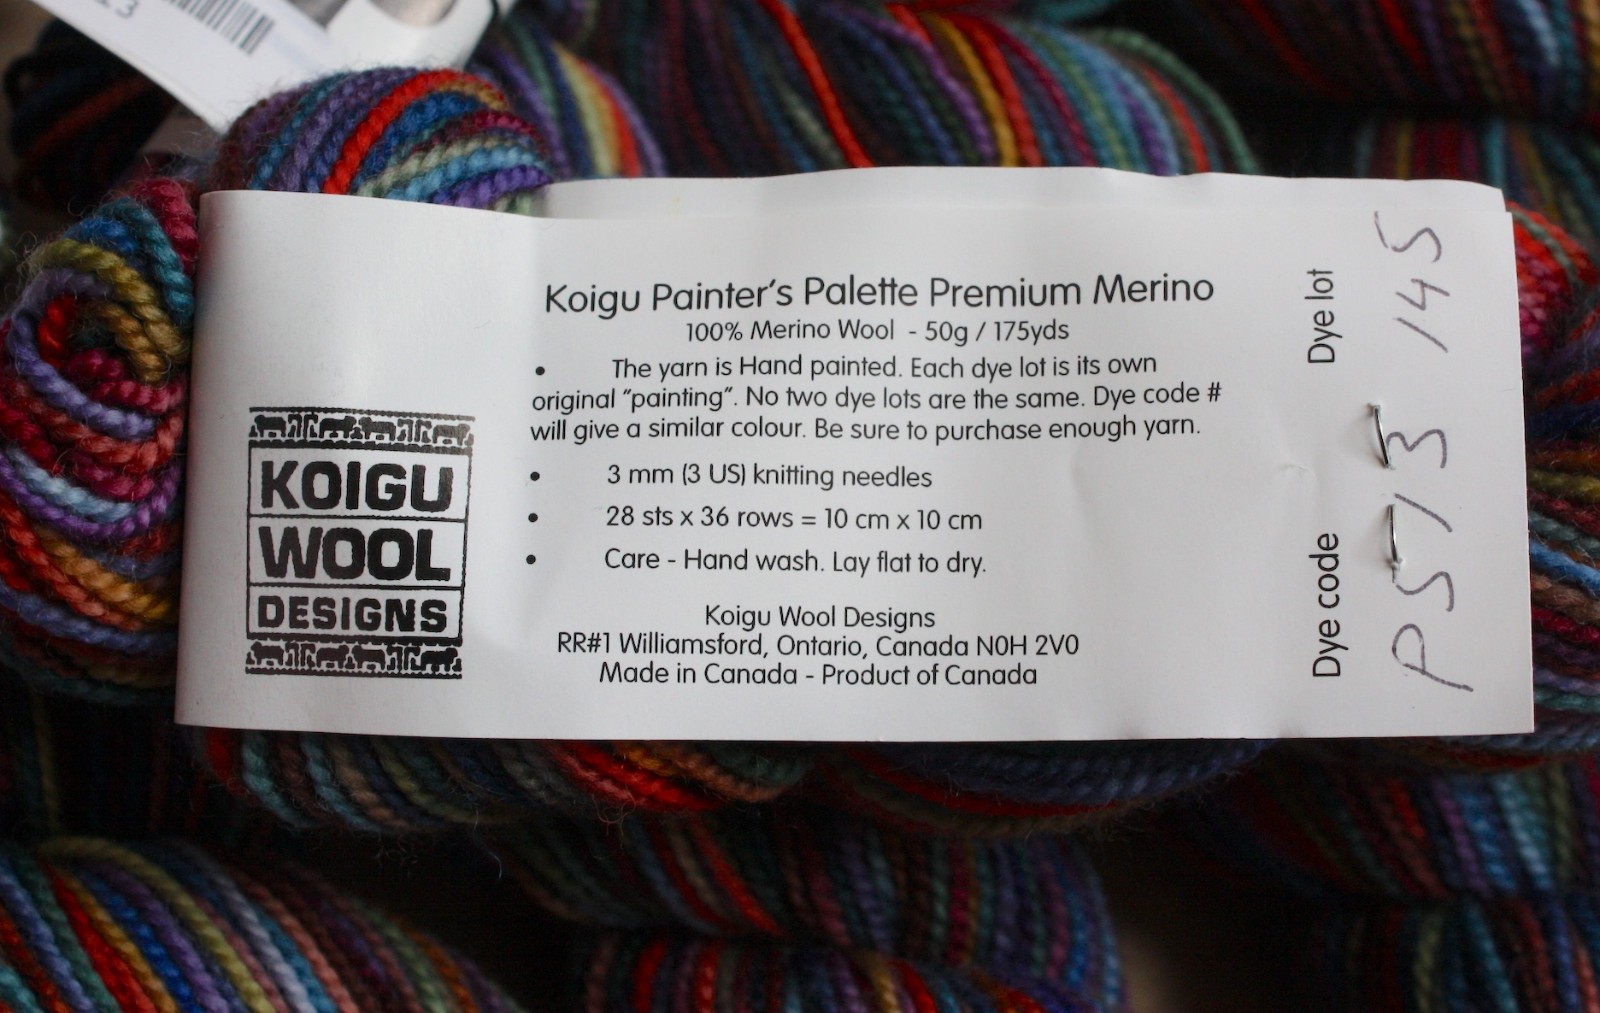 3
KOIGU
WOOL
DESIGNS
Koigu Painter's Palette Premium Merino
100% Merino Wool - 50g / 175yds
• The yarn is Hand painted. Each dye lot is its own
original "painting". No two dye lots are the same. Dye code #
will give a similar colour. Be sure to purchase enough yarn.
• 3 mm (3 US) knitting needles
• 28 sts x 36 rows = 10 cm x 10 cm
• Care - Hand wash. Lay flat to dry.
Koigu Wool Designs
RR#1 Williamsford, Ontario, Canada N0H 2V0
Made in Canada - Product of Canada
Dye code P513
Dye lot 145